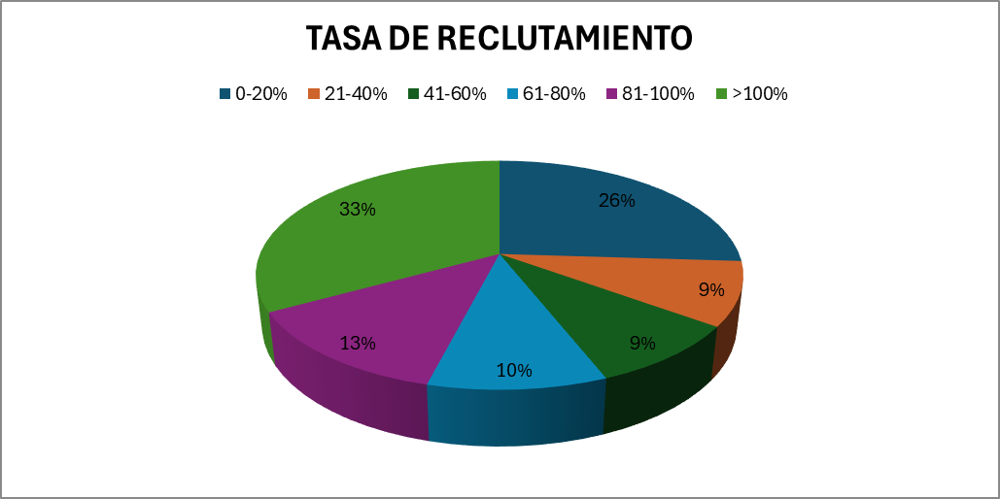 TASA DE RECLUTAMIENTO
0-20% 21-40% 41-60% 61-80% 81-100% >100%
33% 26%
9%
13% 9%
10%